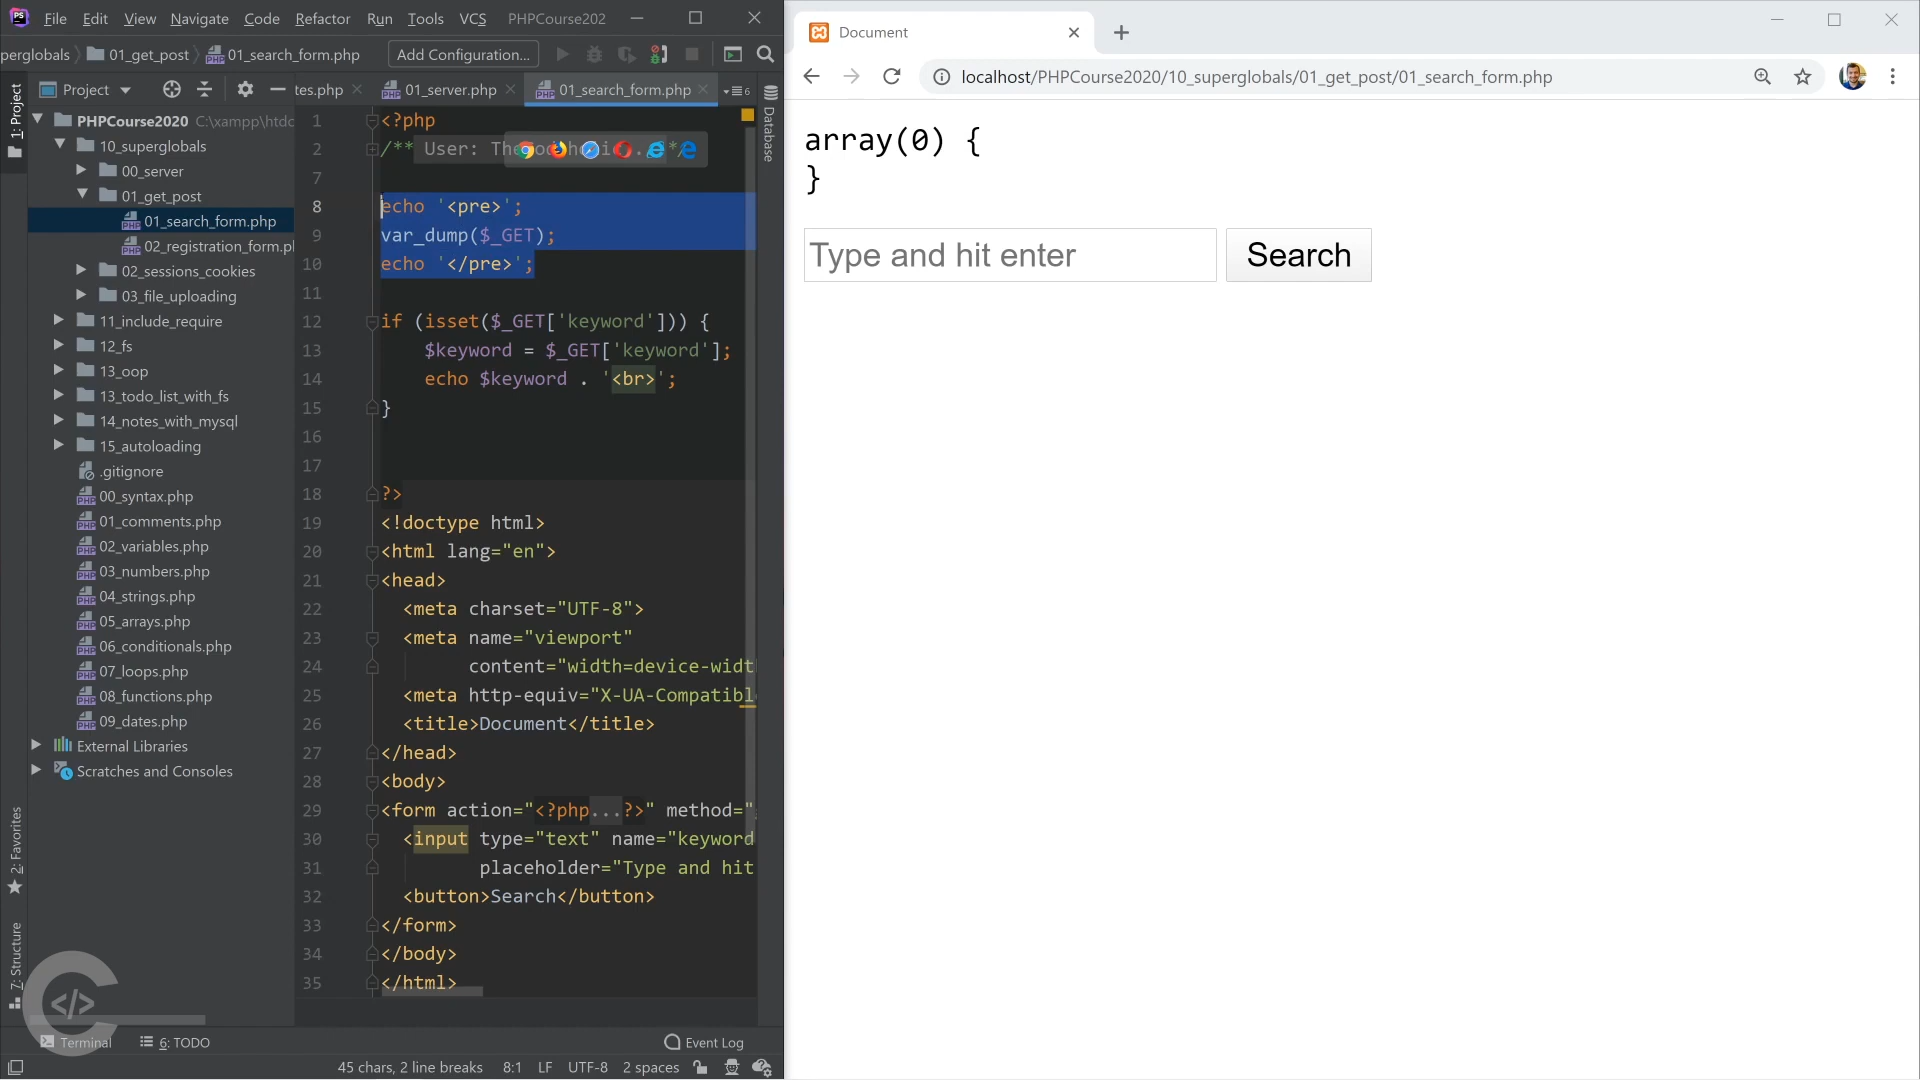 File Edit View Navigate Code Refactor Run Tools VCS PHPCourse202
perglobals 01_get_post 01_search_form.php Add Configuration...
1: Project
Project tes.php 01_server.php 01_search_form.php
PHPCourse2020 C:\xampp\htdo
10_superglobals
00_server
01_get_post
01_search_form.php
02_registration_form.p
02_sessions_cookies
03_file_uploading
11_include_require
12_fs
13_oop
13_todo_list_with_fs
14_notes_with_mysql
15_autoloading
.gitignore
00_syntax.php
01_comments.php
02_variables.php
03_numbers.php
04_strings.php
05_arrays.php
06_conditionals.php
07_loops.php
08_functions.php
09_dates.php
External Libraries
Scratches and Consoles
2: Favorites
7: Structure
1 <?php
2 /** User: */
7
8 echo '<pre>';
9 var_dump($_GET);
10 echo '</pre>';
11
12 if (isset($_GET['keyword'])) {
13 $keyword = $_GET['keyword'];
14 echo $keyword . '<br>';
15 }
16
17
18 ?>
19 <!doctype html>
20 <html lang="en">
21 <head>
22 <meta charset="UTF-8">
23 <meta name="viewport"
24 content="width=device-widt
25 <meta http-equiv="X-UA-Compatibl
26 <title>Document</title>
27 </head>
28 <body>
29 <form action="<?php...?>" method="
30 <input type="text" name="keyword
31 placeholder="Type and hit
32 <button>Search</button>
33 </form>
34 </body>
35 </html>
Database
Terminal 6: TODO Event Log
45 chars, 2 line breaks 8:1 LF UTF-8 2 spaces
Document
localhost/PHPCourse2020/10_superglobals/01_get_post/01_search_form.php
array(0) {
}
Type and hit enter Search